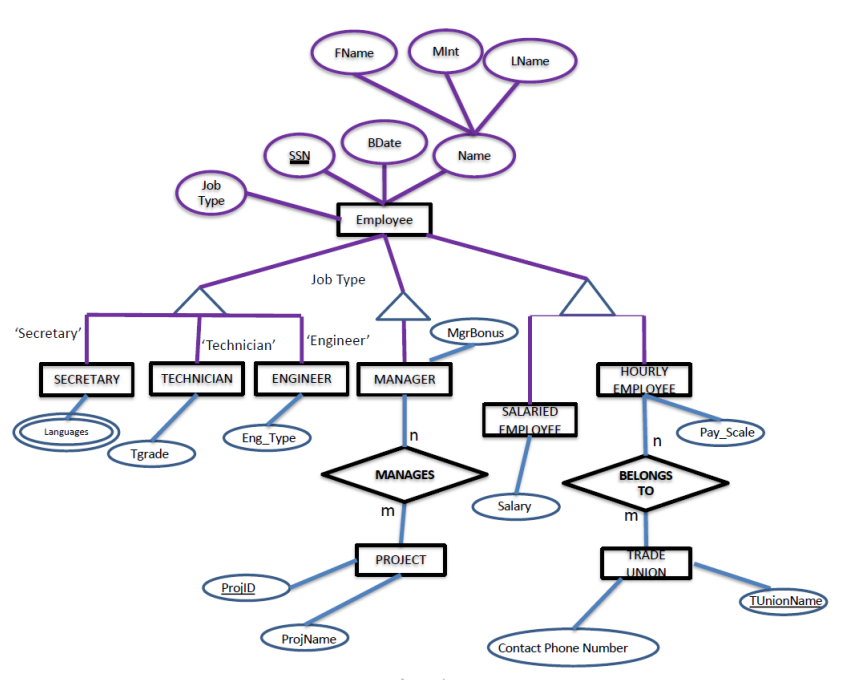 FName
MInt
LName
SSN
BDate
Name
Job
Type
Employee
Job Type
'Secretary'
'Technician'
'Engineer'
MgrBonus
SECRETARY
TECHNICIAN
ENGINEER
MANAGER
HOURLY
EMPLOYEE
SALARIED
EMPLOYEE
Languages
Tgrade
Eng_Type
n
Pay_Scale
n
MANAGES
BELONGS
TO
Salary
m
m
PROJECT
TRADE
UNION
ProjID
TUnionName
ProjName
Contact Phone Number